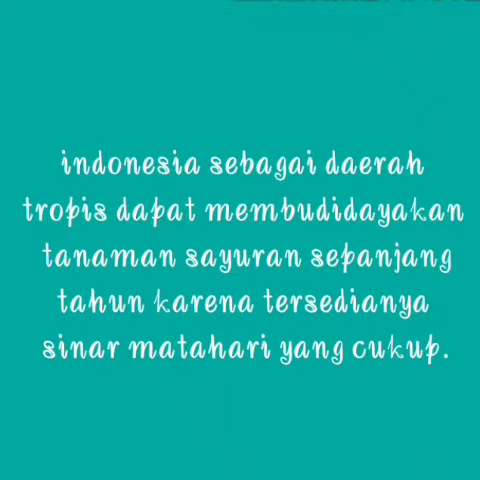 indonesia sebagai daerah
tropis dapat membudidayakan
tanaman sayuran sepanjang
tahun karena tersedianya
sinar matahari yang cukup.